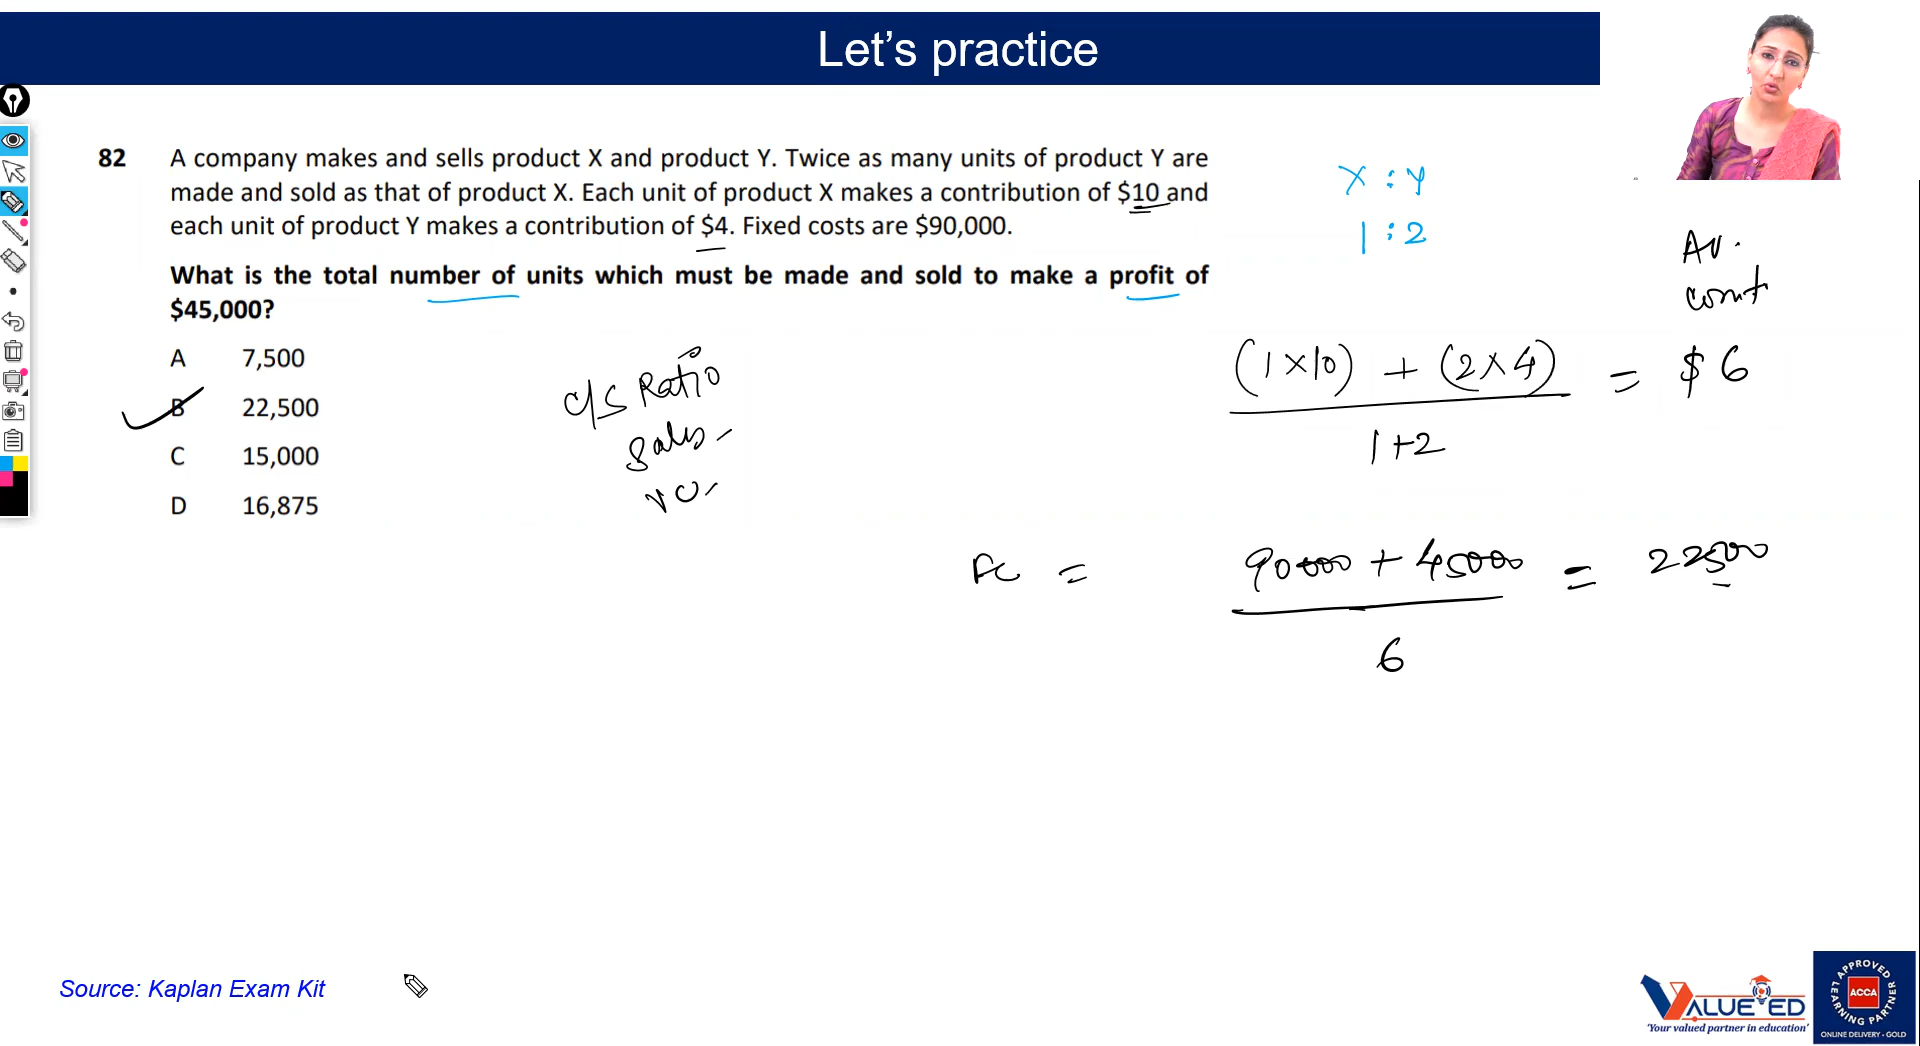 Let's practice
82 A company makes and sells product X and product Y. Twice as many units of product Y are
made and sold as that of product X. Each unit of product X makes a contribution of $10 and
each unit of product Y makes a contribution of $4. Fixed costs are $90,000.
What is the total number of units which must be made and sold to make a profit of
$45,000?
A 7,500
B 22,500
C 15,000
D 16,875
C/S Ratio
Sales -
X : Y
1 : 2
Av.
cont
(1 x 10) + (2 x 4) = $ 6
1 + 2
FC = 90000 + 45000 = 22500
6
Source: Kaplan Exam Kit
VALUE ED
'Your valued partner in education'
APPROVED
LEARNING PARTNER
ACCA
ONLINE DELIVERY - GOLD